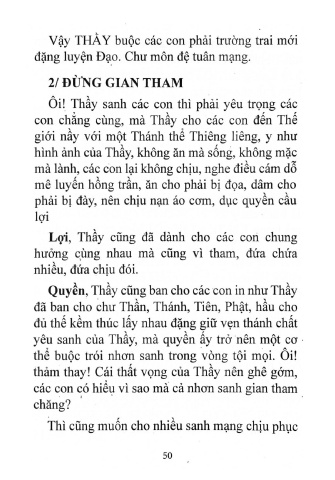 Vậy THẦY buộc các con phải trường trai mới
đặng luyện Đạo. Chư môn đệ tuân mạng.
2/ ĐỪNG GIAN THAM
Ôi! Thầy sanh các con thì phải yêu trọng các
con chẳng cùng, mà Thầy cho các con đến Thế
giới nầy với một Thánh thể Thiêng liêng, y như
hình ảnh của Thầy, không ăn mà sống, không mặc
mà lành, các con lại không chịu, nghe điều cám dỗ
mê luyến hồng trần, ăn cho phải bị đọa, dâm cho
phải bị đày, nên chịu nạn áo cơm, dục quyền cầu
lợi
Lợi, Thầy cũng đã dành cho các con chung
hưởng cùng nhau mà cũng vì tham, đứa chứa
nhiều, đứa chịu đói.
Quyền, Thầy cũng ban cho các con in như Thầy
đã ban cho chư Thần, Thánh, Tiên, Phật, hầu cho
đủ thế kềm thúc lấy nhau đặng giữ vẹn thánh chất
yêu sanh của Thầy, mà quyền ấy trở nên một cơ
thể buộc trói nhơn sanh trong vòng tội mọi. Ôi!
thảm thay! Cái thất vọng của Thầy nên ghê gớm,
các con có hiểu vì sao mà cả nhơn sanh gian tham
chăng?
Thì cũng muốn cho nhiều sanh mạng chịu phục
50